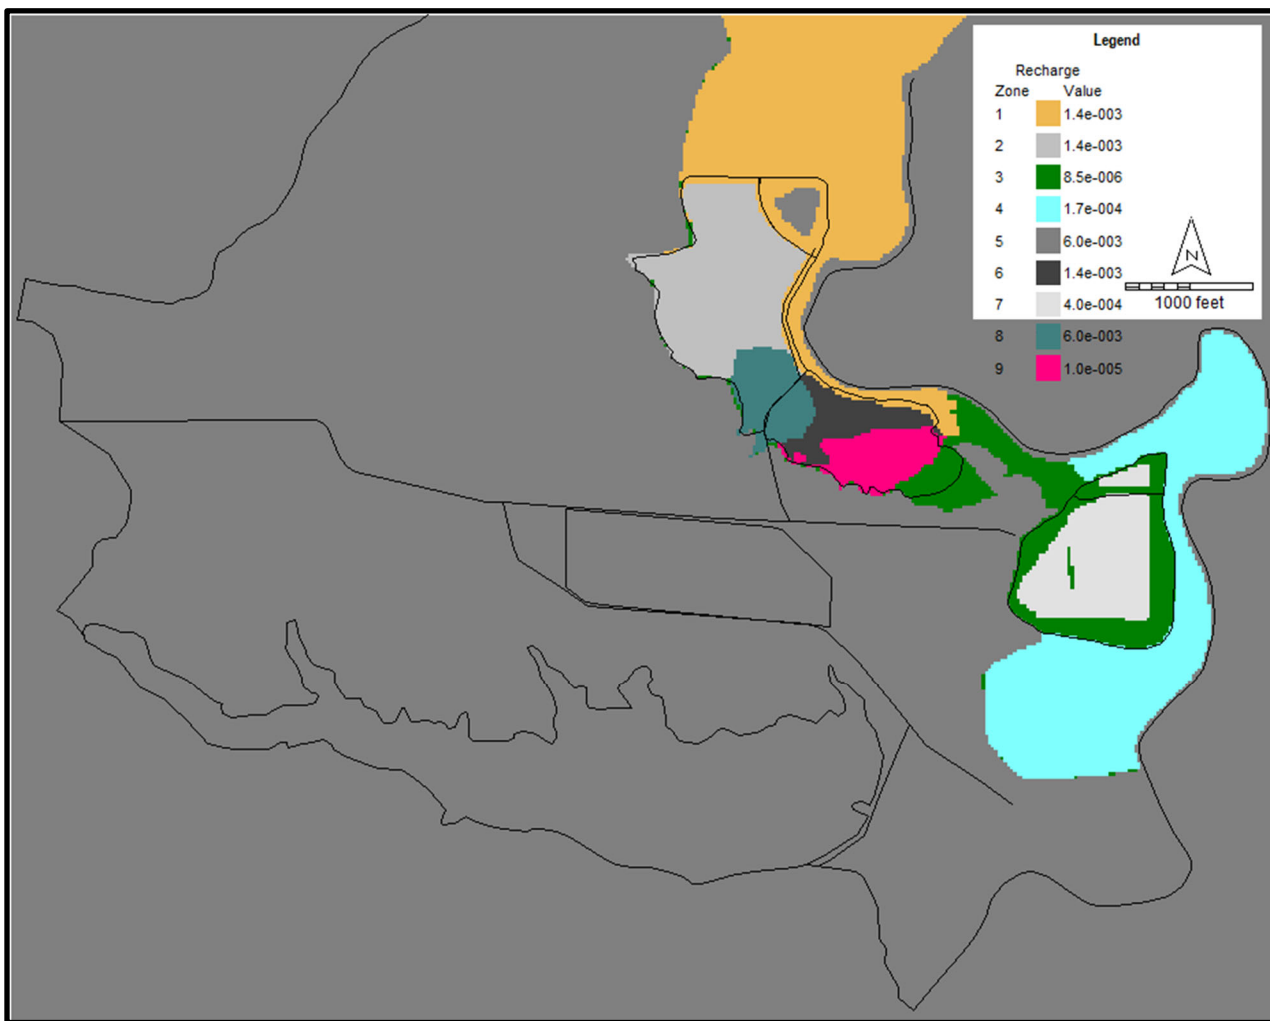 Legend
Recharge
Zone Value
1 1.4e-003
2 1.4e-003
3 8.5e-006
4 1.7e-004
5 6.0e-003
6 1.4e-003
7 4.0e-004
8 6.0e-003
9 1.0e-005
N
1000 feet